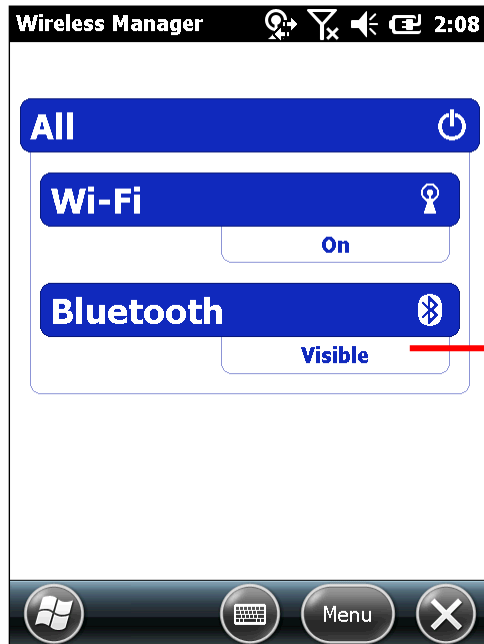 Wireless Manager 2:08
All
Wi-Fi
On
Bluetooth
Visible
Menu